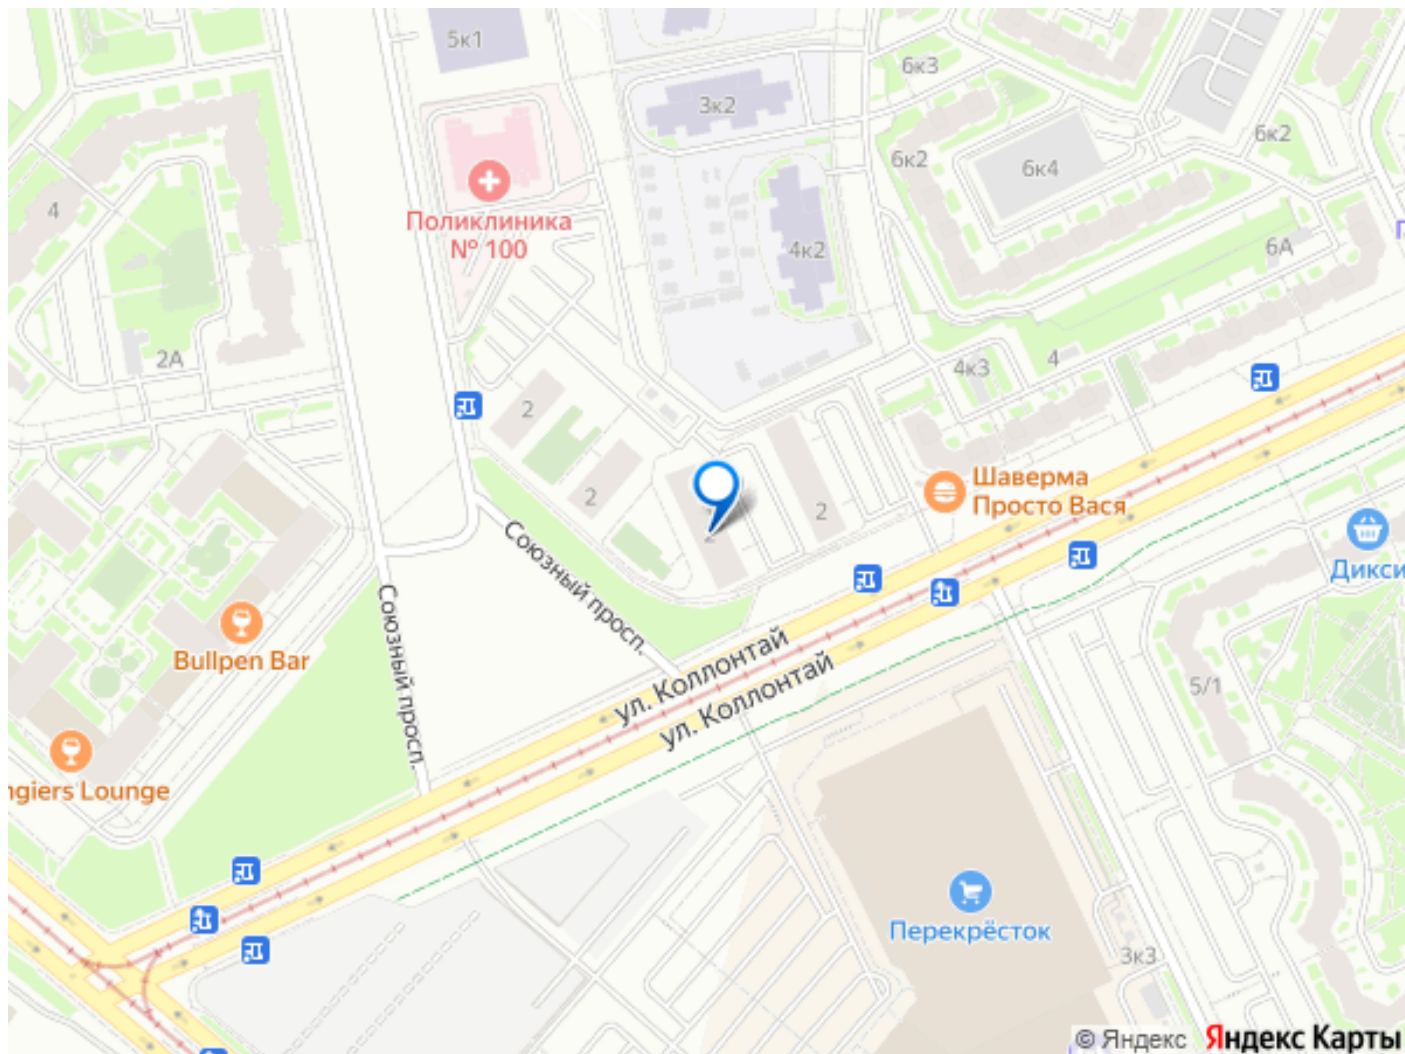 5к1
6к3
3к2
6к2
6к2
6к4
4
Поликлиника
№ 100
4к2
6А
2А
4к3
4
2
2
2
Шаверма
Просто Вася
Дикси
Союзный просп.
Союзный просп.
Bullpen Bar
ул. Коллонтай
ул. Коллонтай
5/1
ngiers Lounge
Перекрёсток
3к3
© Яндекс Яндекс Карты